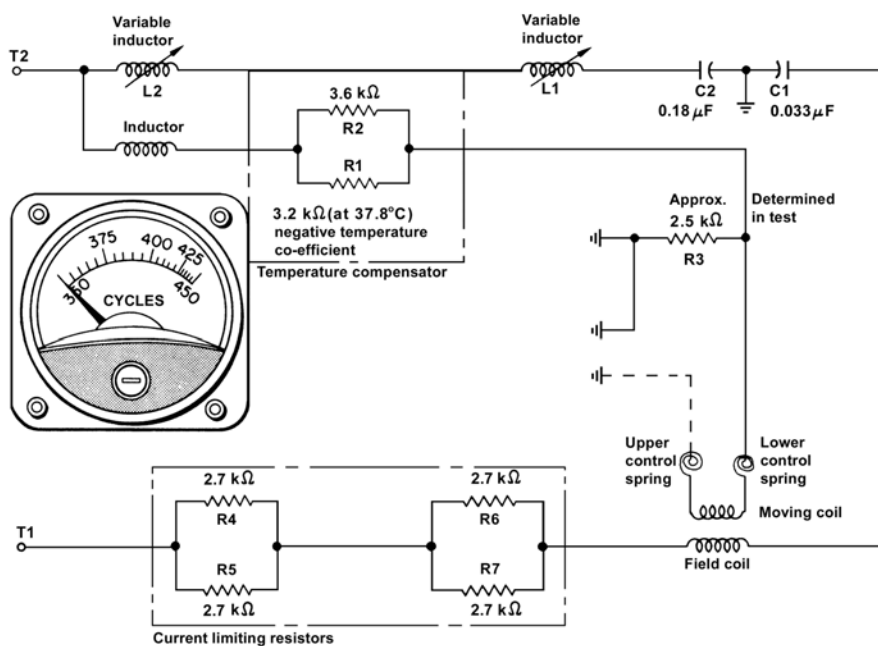 Variable
inductor
T2
L2
Variable
inductor
L1
C2
C1
0.18 μF
0.033 μF
3.6 kΩ
R2
Inductor
R1
3.2 kΩ (at 37.8°C)
negative temperature
co-efficient
Temperature compensator
Approx.
2.5 kΩ
R3
Determined
in test
350
375
400
425
450
CYCLES
Upper
control
spring
Lower
control
spring
Moving coil
Field coil
T1
2.7 kΩ
R4
R5
2.7 kΩ
2.7 kΩ
R6
R7
2.7 kΩ
Current limiting resistors